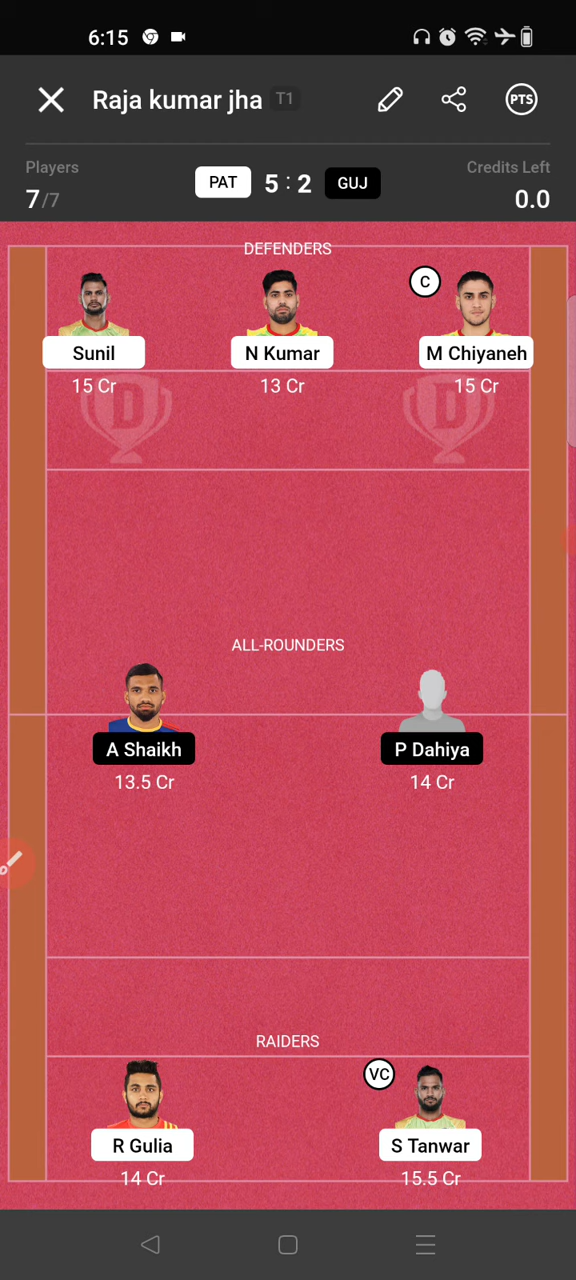 6:15
Raja kumar jha T1
PTS
Players
Credits Left
7/7
PAT 5 : 2 GUJ
0.0
DEFENDERS
C
Sunil
N Kumar
M Chiyaneh
15 Cr
13 Cr
15 Cr
D
D
ALL-ROUNDERS
A Shaikh
P Dahiya
13.5 Cr
14 Cr
RAIDERS
VC
R Gulia
S Tanwar
14 Cr
15.5 Cr